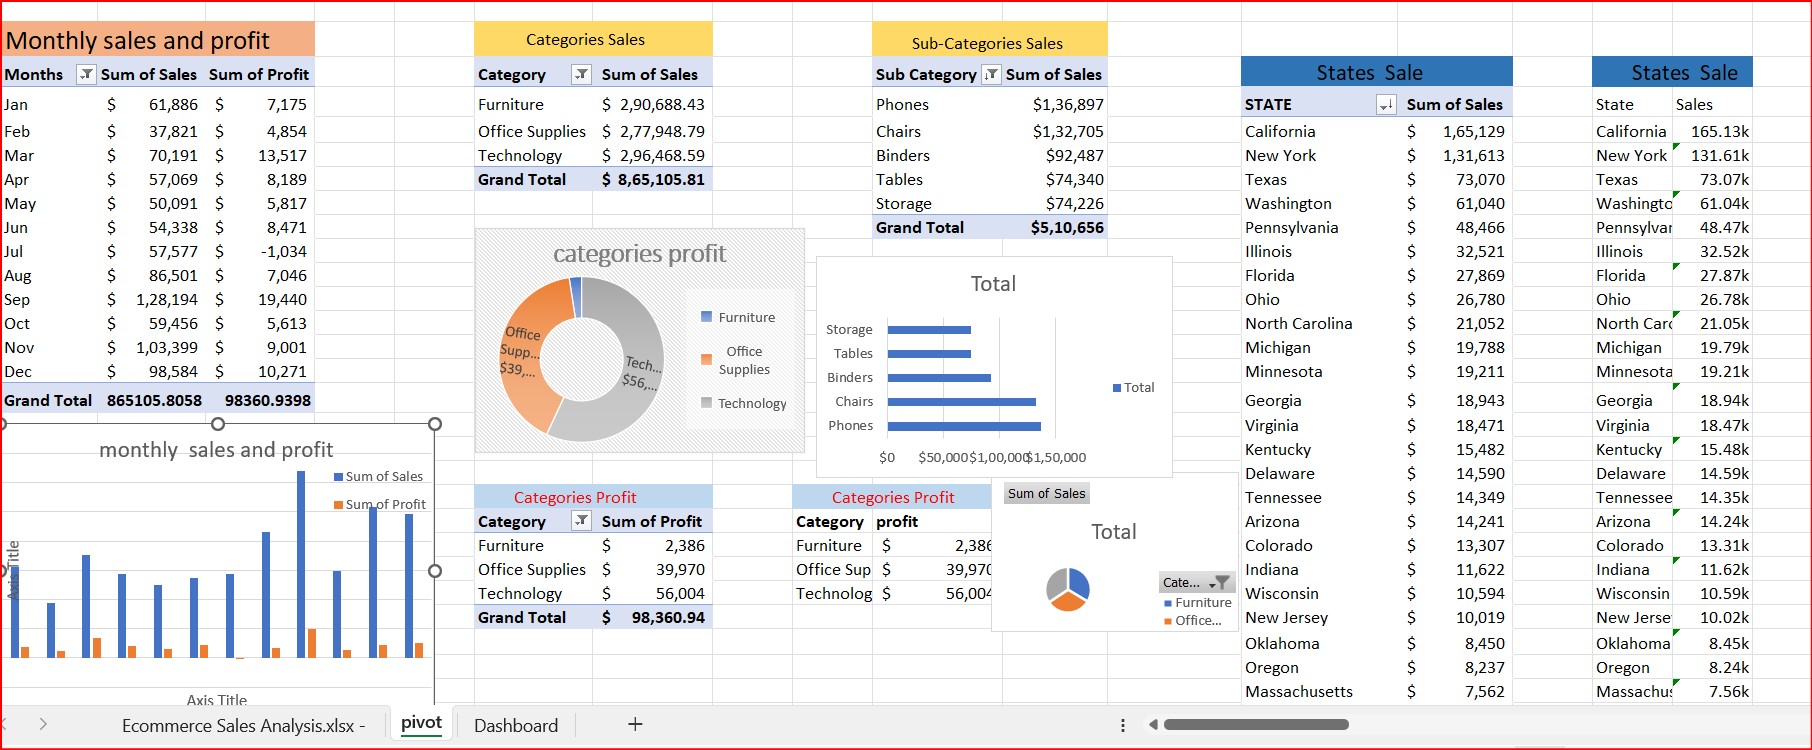 Monthly sales and profit
Months Sum of Sales Sum of Profit
Jan $ 61,886 $ 7,175
Feb $ 37,821 $ 4,854
Mar $ 70,191 $ 13,517
Apr $ 57,069 $ 8,189
May $ 50,091 $ 5,817
Jun $ 54,338 $ 8,471
Jul $ 57,577 $ -1,034
Aug $ 86,501 $ 7,046
Sep $ 1,28,194 $ 19,440
Oct $ 59,456 $ 5,613
Nov $ 1,03,399 $ 9,001
Dec $ 98,584 $ 10,271
Grand Total 865105.8058 98360.9398
monthly sales and profit
Sum of Sales
Sum of Profit
Axis Title
Axis Title
Categories Sales
Category Sum of Sales
Furniture $ 2,90,688.43
Office Supplies $ 2,77,948.79
Technology $ 2,96,468.59
Grand Total $ 8,65,105.81
categories profit
Office
Supp...
$39,...
Tech...
$56,...
Furniture
Office
Supplies
Technology
Categories Profit
Category Sum of Profit
Furniture $ 2,386
Office Supplies $ 39,970
Technology $ 56,004
Grand Total $ 98,360.94
Sub-Categories Sales
Sub Category Sum of Sales
Phones $1,36,897
Chairs $1,32,705
Binders $92,487
Tables $74,340
Storage $74,226
Grand Total $5,10,656
Total
Storage
Tables
Binders
Chairs
Phones
$0 $50,000 $1,00,000 $1,50,000
Total
Categories Profit
Category profit
Furniture $ 2,386
Office Sup $ 39,970
Technolog $ 56,004
Sum of Sales
Total
Cate...
Furniture
Office...
States Sale
STATE Sum of Sales
California $ 1,65,129
New York $ 1,31,613
Texas $ 73,070
Washington $ 61,040
Pennsylvania $ 48,466
Illinois $ 32,521
Florida $ 27,869
Ohio $ 26,780
North Carolina $ 21,052
Michigan $ 19,788
Minnesota $ 19,211
Georgia $ 18,943
Virginia $ 18,471
Kentucky $ 15,482
Delaware $ 14,590
Tennessee $ 14,349
Arizona $ 14,241
Colorado $ 13,307
Indiana $ 11,622
Wisconsin $ 10,594
New Jersey $ 10,019
Oklahoma $ 8,450
Oregon $ 8,237
Massachusetts $ 7,562
States Sale
State Sales
California 165.13k
New York 131.61k
Texas 73.07k
Washingto 61.04k
Pennsylvar 48.47k
Illinois 32.52k
Florida 27.87k
Ohio 26.78k
North Caro 21.05k
Michigan 19.79k
Minnesota 19.21k
Georgia 18.94k
Virginia 18.47k
Kentucky 15.48k
Delaware 14.59k
Tennessee 14.35k
Arizona 14.24k
Colorado 13.31k
Indiana 11.62k
Wisconsin 10.59k
New Jerse 10.02k
Oklahoma 8.45k
Oregon 8.24k
Massachus 7.56k
Ecommerce Sales Analysis.xlsx - pivot Dashboard